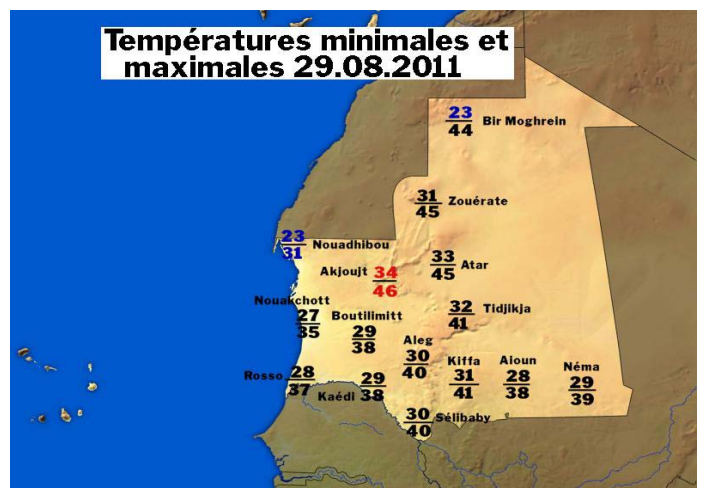 Températures minimales et
maximales 29.08.2011
23
44
Bir Moghrein
31
45
Zouérate
23
31
Nouadhibou
33
45
Atar
Akjoujt
34
46
Nouakchott
27
35
Boutilimitt
29
38
32
41
Tidjikja
Aleg
30
40
Kiffa
31
41
Aioun
28
38
Néma
29
39
Rosso
28
37
Kaédi
29
38
30
40
Sélibaby